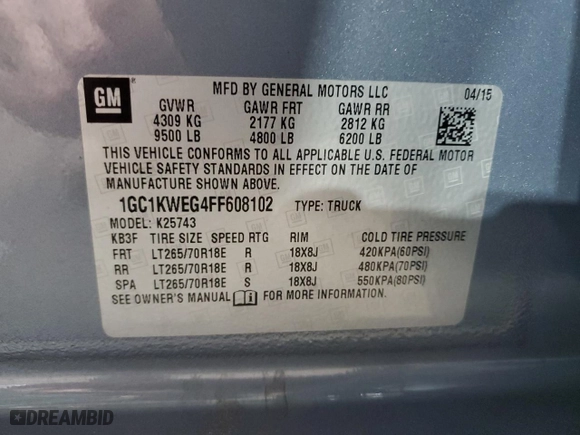 GM
MFD BY GENERAL MOTORS LLC 04/15
GVWR GAWR FRT GAWR RR
4309 KG 2177 KG 2812 KG
9500 LB 4800 LB 6200 LB
THIS VEHICLE CONFORMS TO ALL APPLICABLE U.S. FEDERAL MOTOR
VEHICLE SAFETY STANDARDS IN EFFECT ON THE DATE OF
MANUFACTURE SHOWN ABOVE.
1GC1KWEG4FF608102 TYPE: TRUCK
MODEL: K25743
KB3F TIRE SIZE SPEED RTG RIM COLD TIRE PRESSURE
FRT LT265/70R18E R 18X8J 420KPA(60PSI)
RR LT265/70R18E R 18X8J 480KPA(70PSI)
SPA LT265/70R18E S 18X8J 550KPA(80PSI)
SEE OWNER'S MANUAL FOR MORE INFORMATION.
DREAMBID